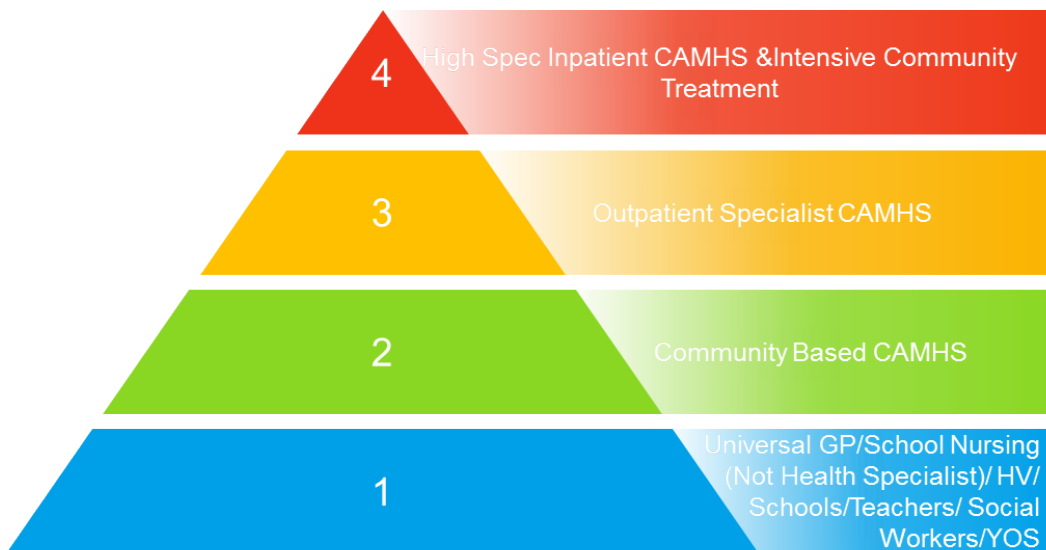 4
High Spec Inpatient CAMHS &Intensive Community
Treatment
3
Outpatient Specialist CAMHS
2
Community Based CAMHS
1
Universal GP/School Nursing
(Not Health Specialist)/ HV/
Schools/Teachers/ Social
Workers/YOS